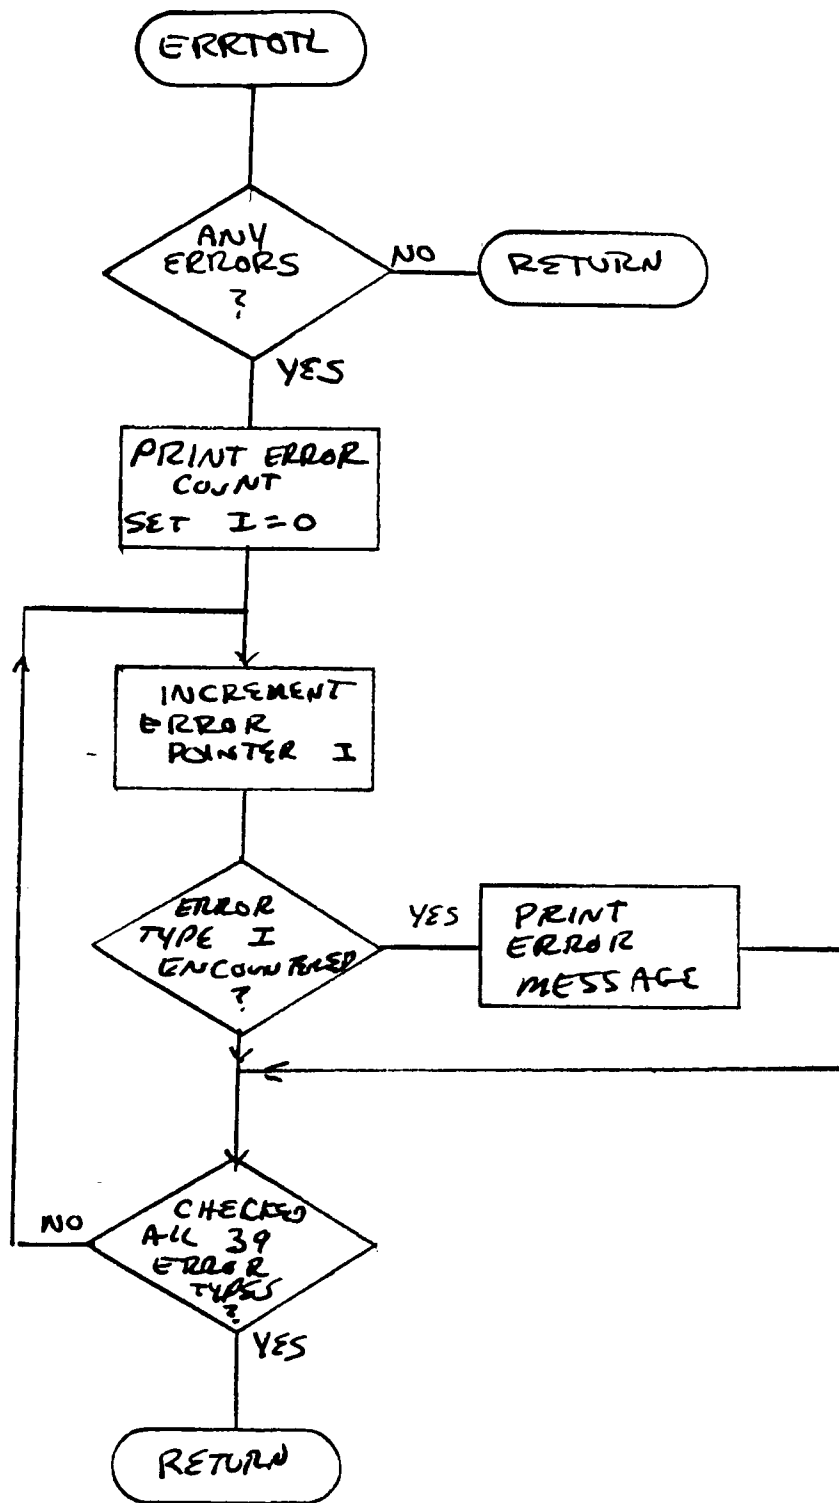 ERRTOTL
ANY
ERRORS
?
NO
RETURN
YES
PRINT ERROR
COUNT
SET I=0
INCREMENT
ERROR
POINTER I
ERROR
TYPE I
ENCOUNTERED
?
YES
PRINT
ERROR
MESSAGE
CHECKED
ALL 39
ERROR
TYPES
?
NO
YES
RETURN